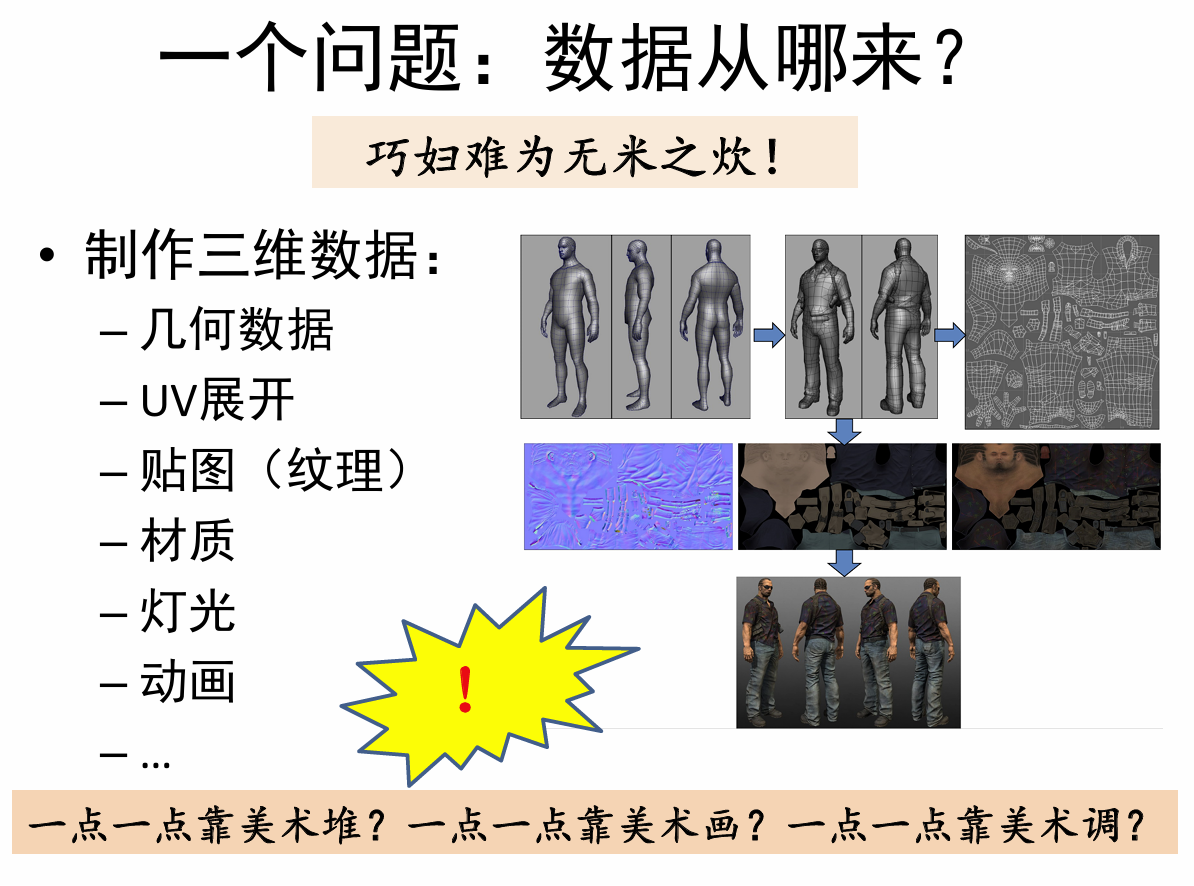 一个问题：数据从哪来？
巧妇难为无米之炊！
• 制作三维数据：
– 几何数据
– UV展开
– 贴图（纹理）
– 材质
– 灯光
– 动画
– …
！
一点一点靠美术堆？一点一点靠美术画？一点一点靠美术调？